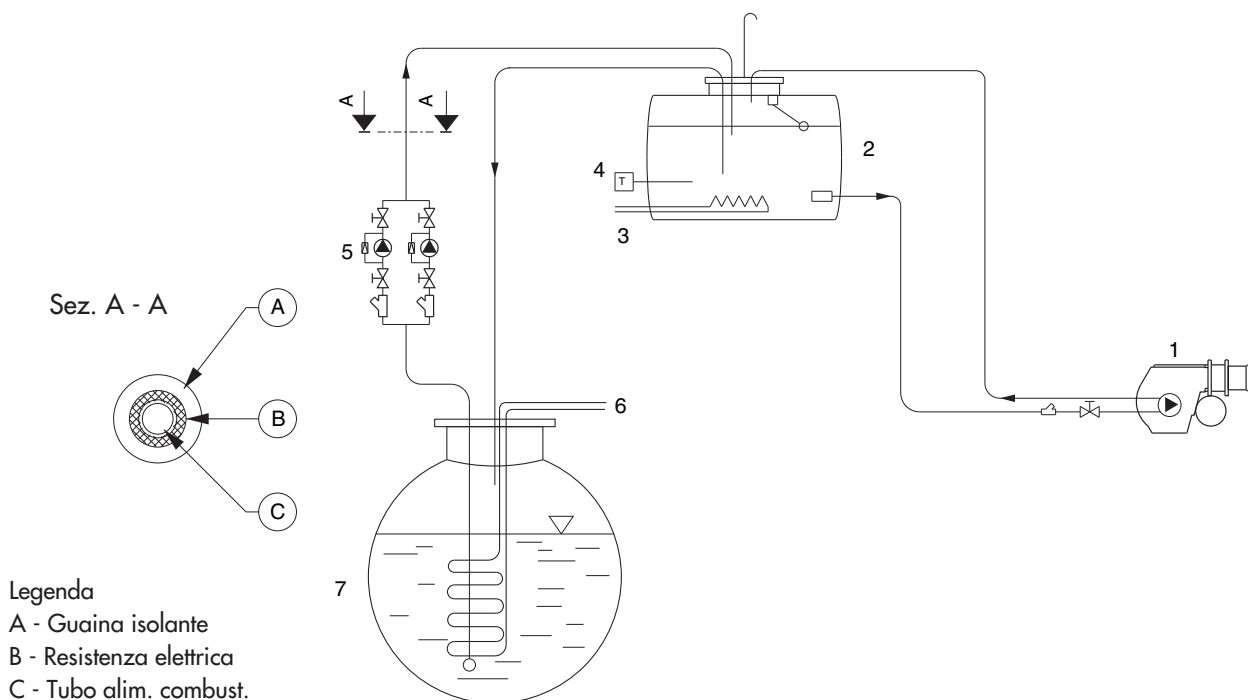 A
A
4
T
2
3
5
Sez. A - A
A
1
B
6
C
7
Legenda
A - Guaina isolante
B - Resistenza elettrica
C - Tubo alim. combust.